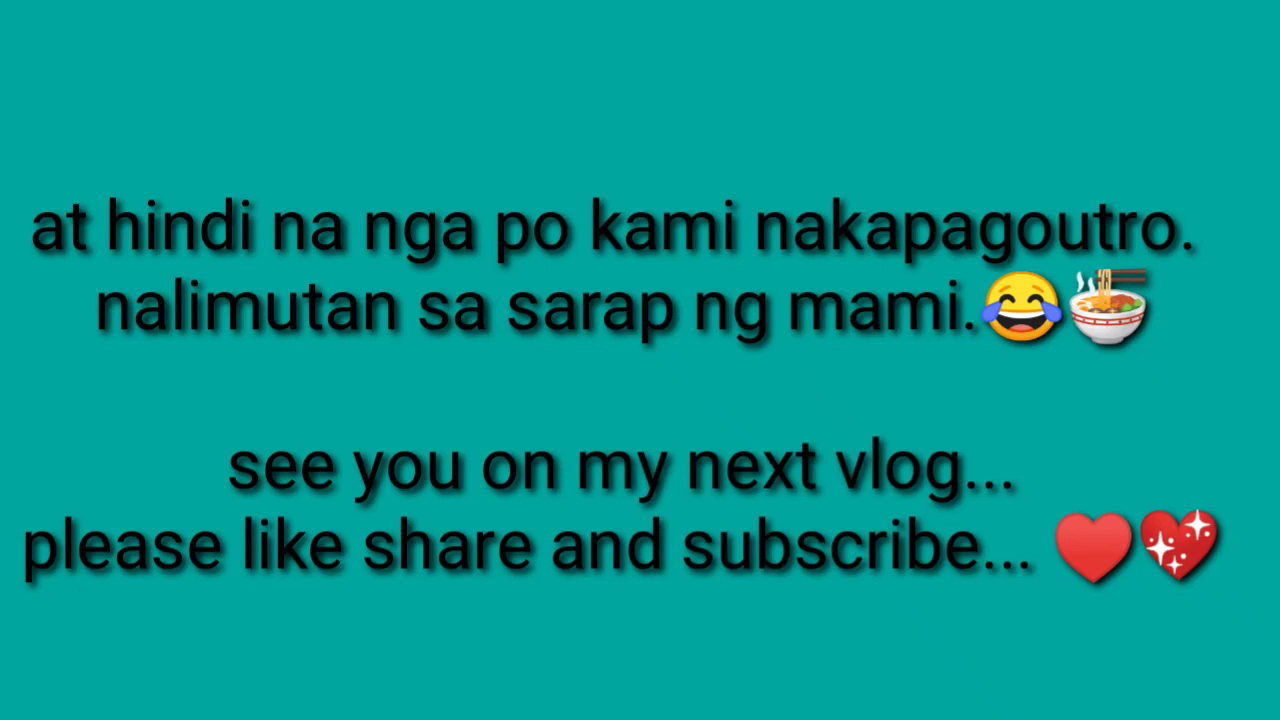 at hindi na nga po kami nakapagoutro.
nalimutan sa sarap ng mami.😂🍜
see you on my next vlog...
please like share and subscribe... ♥️💖